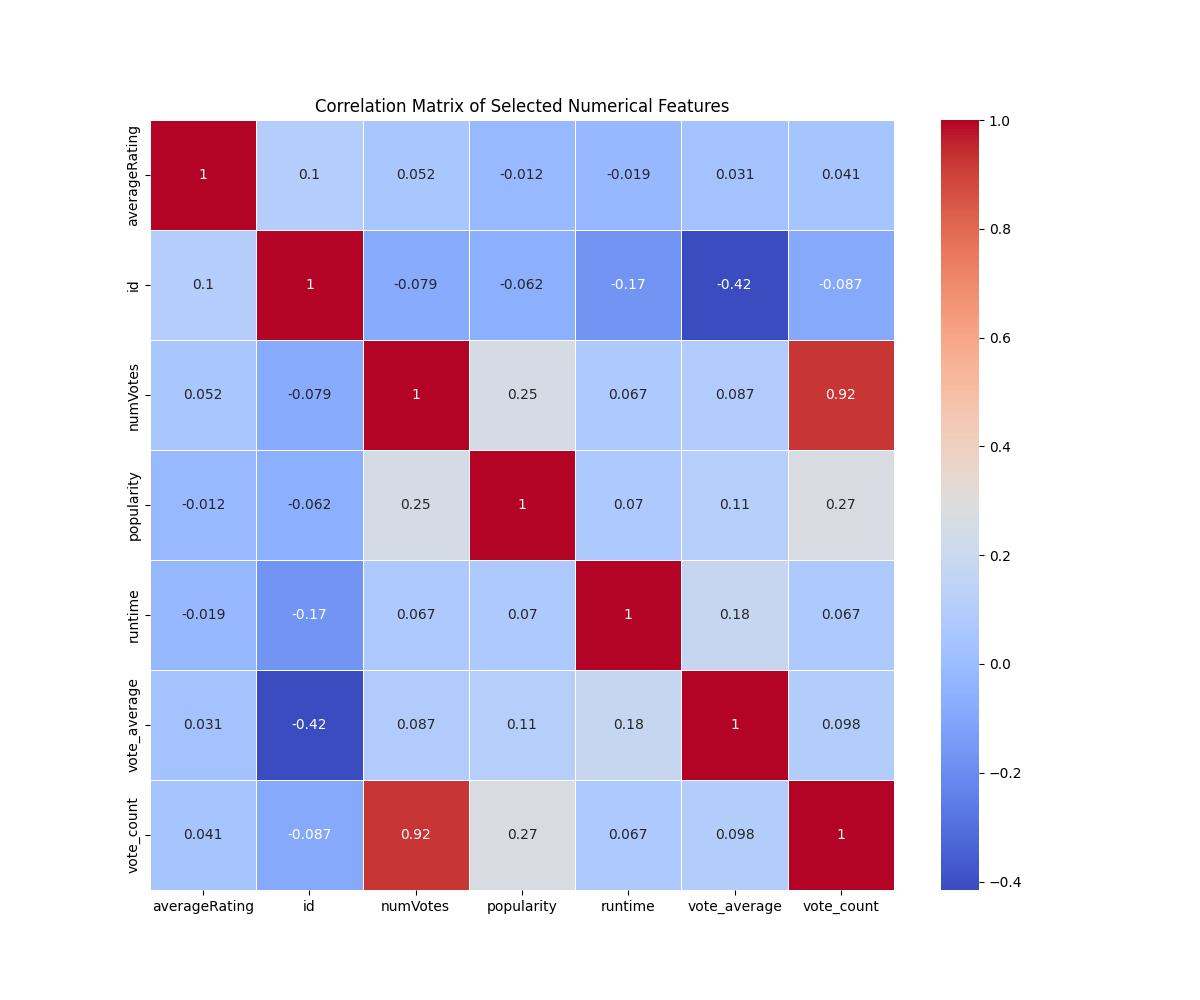 Correlation Matrix of Selected Numerical Features
averageRating 1 0.1 0.052 -0.012 -0.019 0.031 0.041
id 0.1 1 -0.079 -0.062 -0.17 -0.42 -0.087
numVotes 0.052 -0.079 1 0.25 0.067 0.087 0.92
popularity -0.012 -0.062 0.25 1 0.07 0.11 0.27
runtime -0.019 -0.17 0.067 0.07 1 0.18 0.067
vote_average 0.031 -0.42 0.087 0.11 0.18 1 0.098
vote_count 0.041 -0.087 0.92 0.27 0.067 0.098 1
averageRating id numVotes popularity runtime vote_average vote_count
1.0
0.8
0.6
0.4
0.2
0.0
−0.2
−0.4